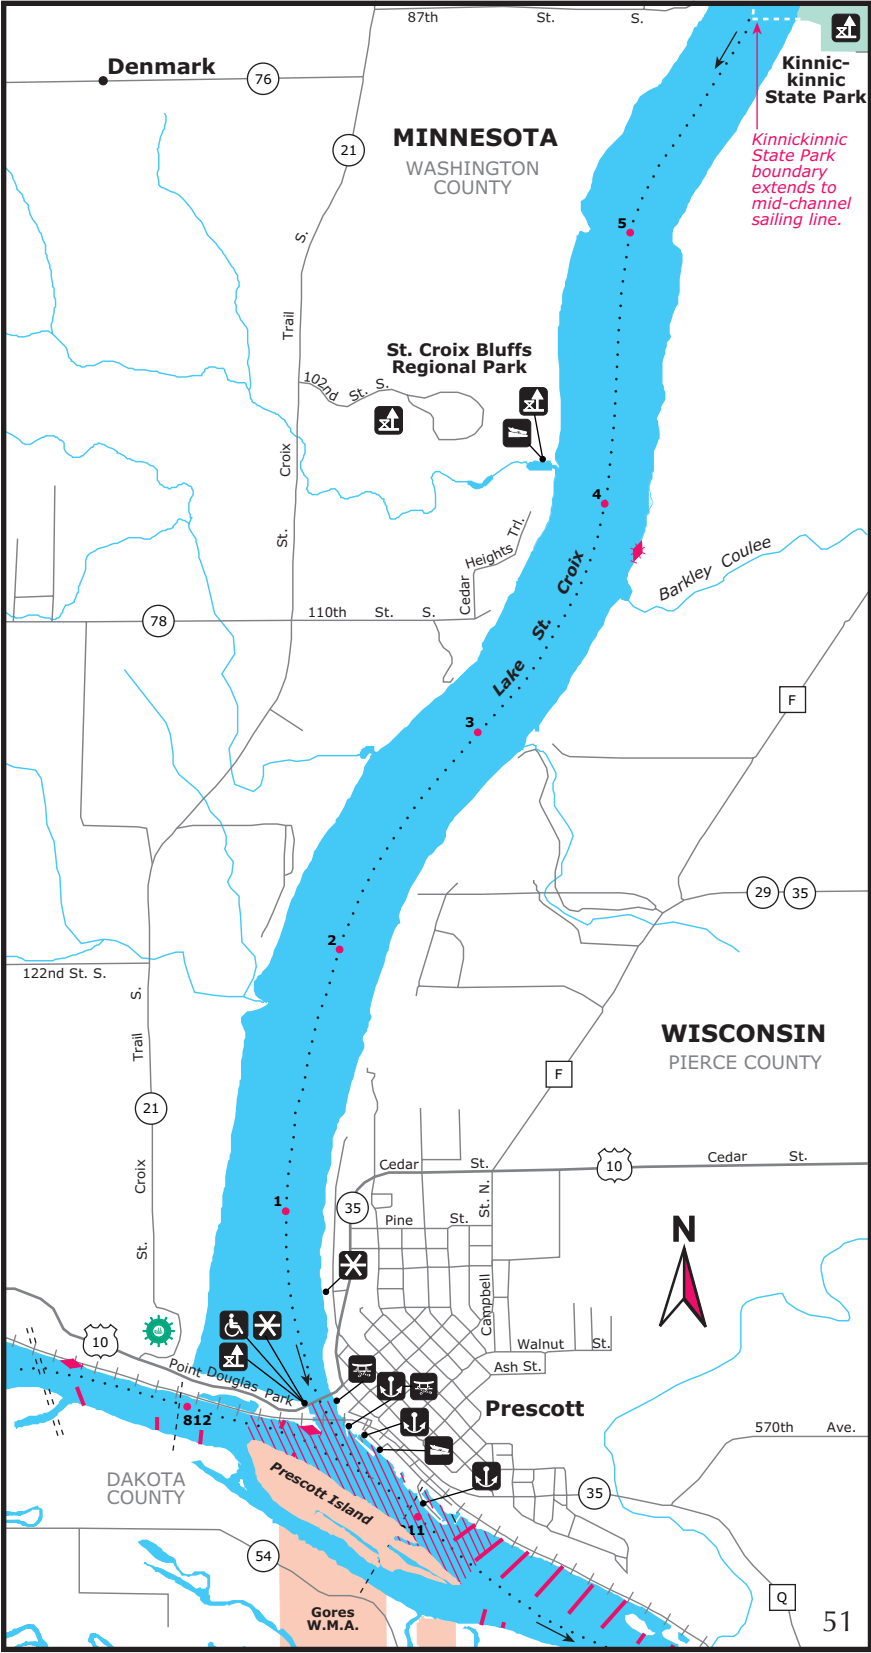 87th St. S.
Denmark
76
Kinnic-
kinnic
State Park
21
MINNESOTA
WASHINGTON
COUNTY
Kinnickinnic
State Park
boundary
extends to
mid-channel
sailing line.
5
S.
Trail
Croix
St.
St. Croix Bluffs
Regional Park
102nd St. S.
4
Cedar
Heights Trl.
Barkley Coulee
Lake St. Croix
78
110th St. S.
F
3
29
35
2
122nd St. S.
S.
Trail
21
Croix
St.
WISCONSIN
PIERCE COUNTY
F
Cedar St.
10
Cedar St.
1
35
Pine St.
St. N.
Campbell
N
10
Walnut St.
Ash St.
Point Douglas Park
812
Prescott
570th Ave.
DAKOTA
COUNTY
Prescott Island
35
11
54
Gores
W.M.A.
Q
51